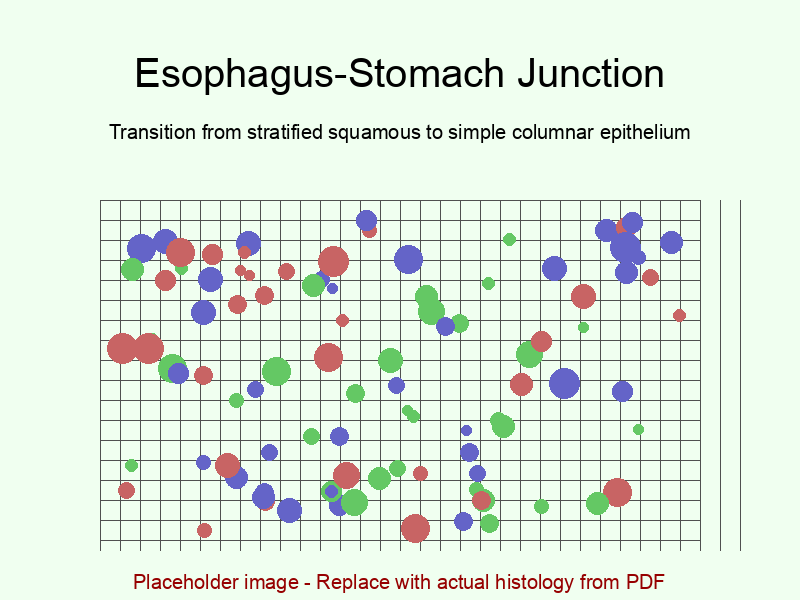 Esophagus-Stomach Junction
Transition from stratified squamous to simple columnar epithelium
Placeholder image - Replace with actual histology from PDF